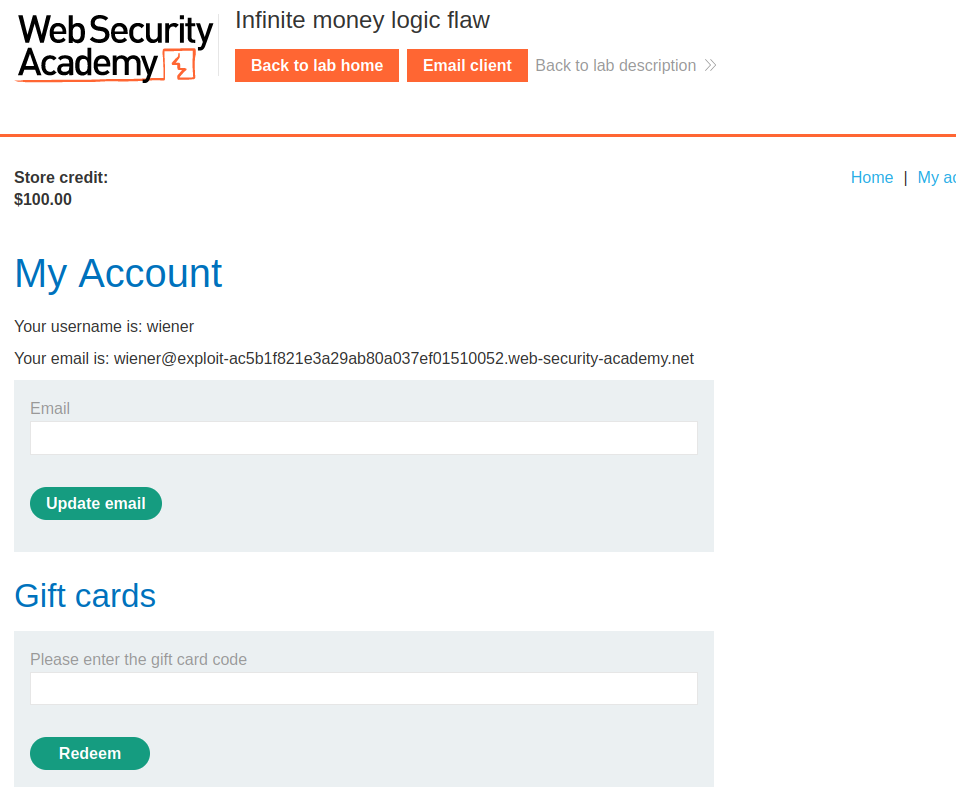 Web Security
Academy
Infinite money logic flaw
Back to lab home
Email client
Back to lab description
Store credit:
$100.00
Home | My ac
My Account
Your username is: wiener
Your email is: wiener@exploit-ac5b1f821e3a29ab80a037ef01510052.web-security-academy.net
Email
Update email
Gift cards
Please enter the gift card code
Redeem